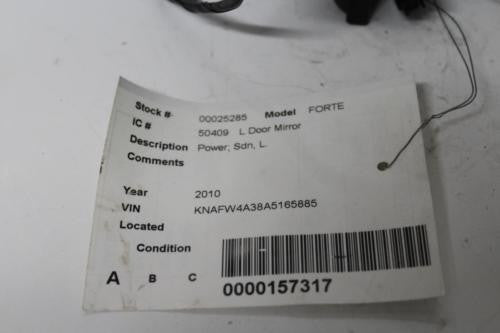 Stock # 00025285 Model FORTE
IC # 50409 L Door Mirror
Description Power, Sdn, L.
Comments
Year 2010
VIN KNAFW4A38A5165885
Located
Condition
A B C
0000157317